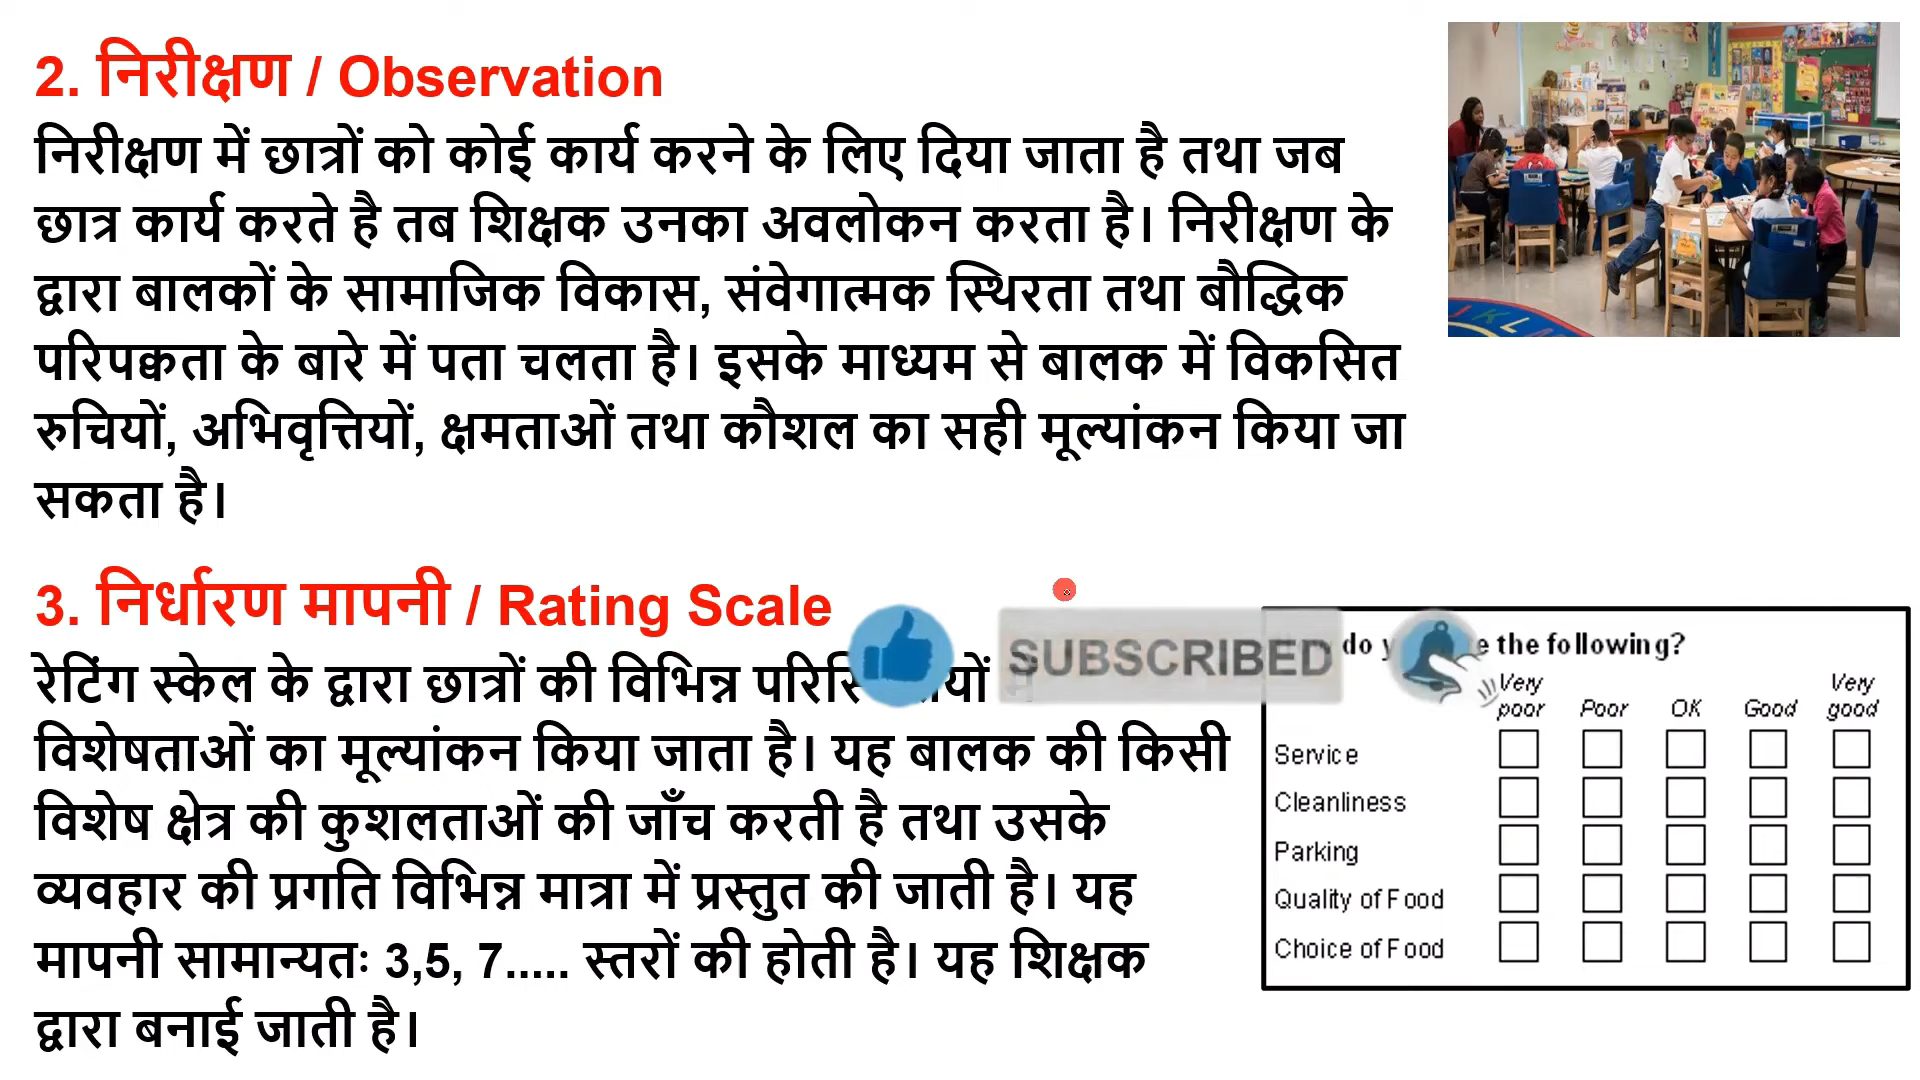 2. निरीक्षण / Observation
निरीक्षण में छात्रों को कोई कार्य करने के लिए दिया जाता है तथा जब
छात्र कार्य करते है तब शिक्षक उनका अवलोकन करता है। निरीक्षण के
द्वारा बालकों के सामाजिक विकास, संवेगात्मक स्थिरता तथा बौद्धिक
परिपक्वता के बारे में पता चलता है। इसके माध्यम से बालक में विकसित
रुचियों, अभिवृत्तियों, क्षमताओं तथा कौशल का सही मूल्यांकन किया जा
सकता है।
3. निर्धारण मापनी / Rating Scale
रेटिंग स्केल के द्वारा छात्रों की विभिन्न
विशेषताओं का मूल्यांकन किया जाता है। यह बालक की किसी
विशेष क्षेत्र की कुशलताओं की जाँच करती है तथा उसके
व्यवहार की प्रगति विभिन्न मात्रा में प्रस्तुत की जाती है। यह
मापनी सामान्यतः 3,5, 7..... स्तरों की होती है। यह शिक्षक
द्वारा बनाई जाती है।
SUBSCRIBED
do the following?
Very poor Poor OK Good Very good
Service
Cleanliness
Parking
Quality of Food
Choice of Food